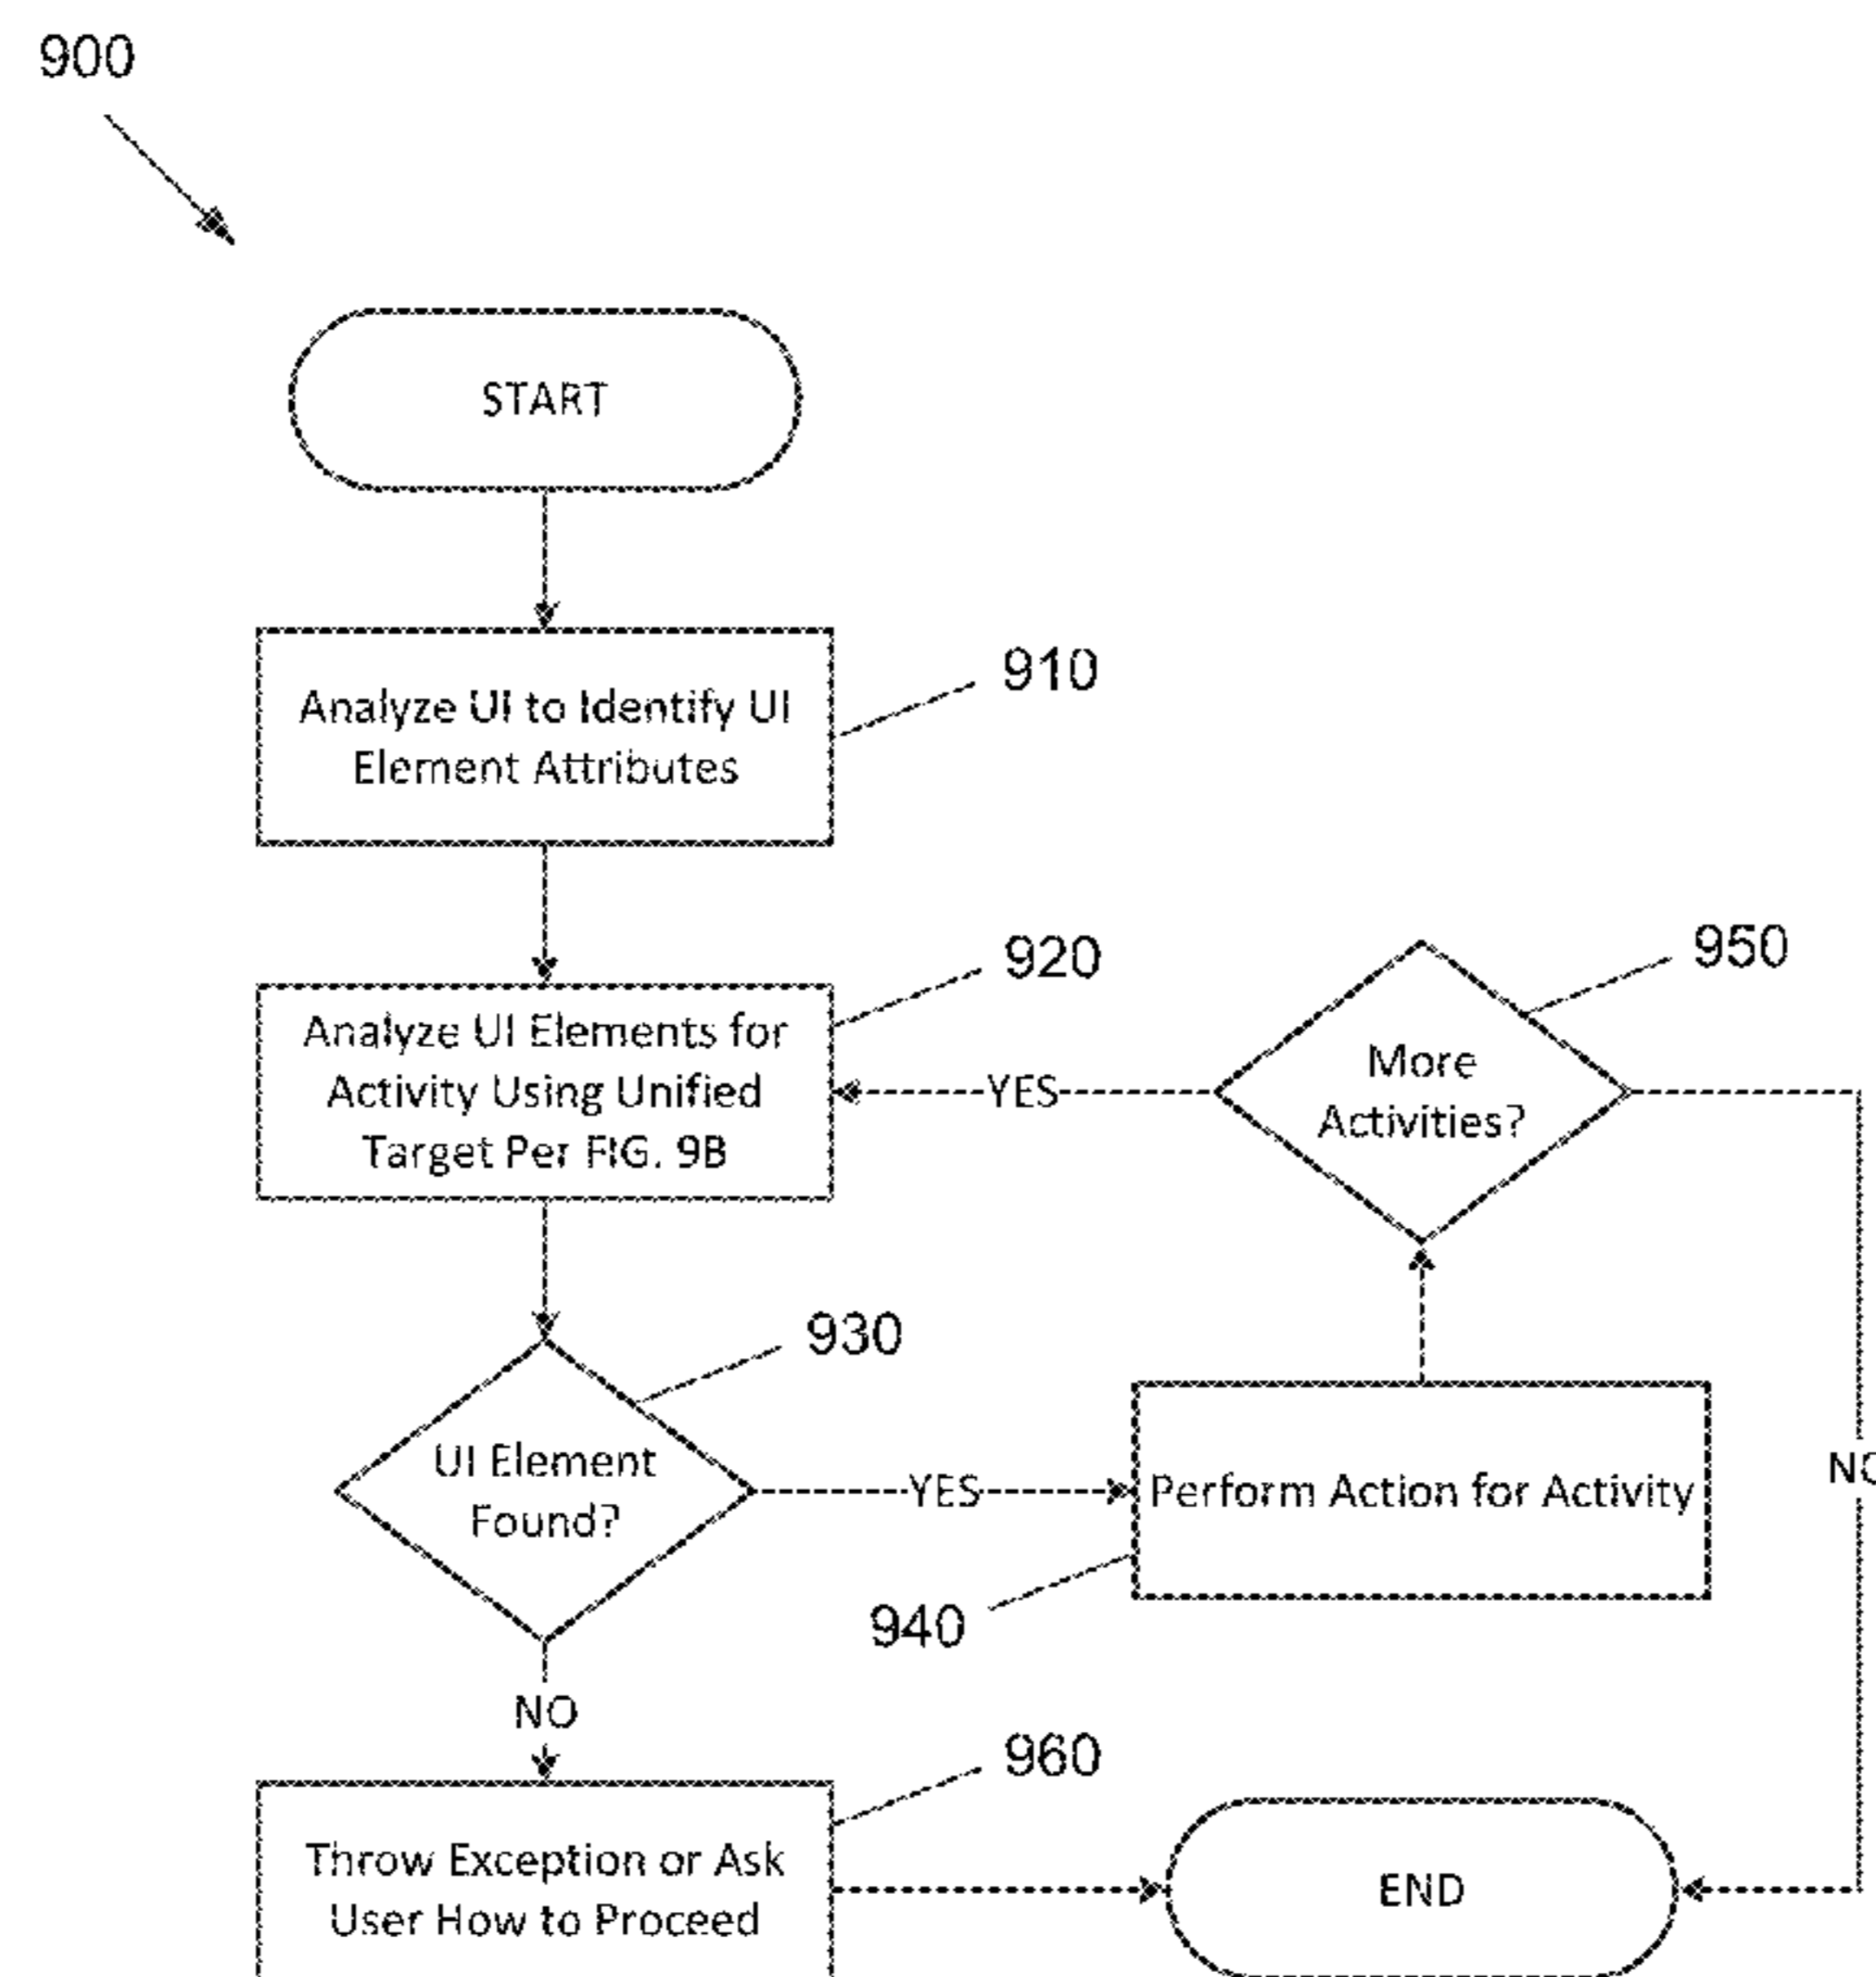 900
START
Analyze UI to Identify UI
Element Attributes
910
Analyze UI Elements for
Activity Using Unified
Target Per FIG. 9B
920
YES
More
Activities?
950
UI Element
Found?
930
YES
Perform Action for Activity
940
NO
NO
Throw Exception or Ask
User How to Proceed
960
END